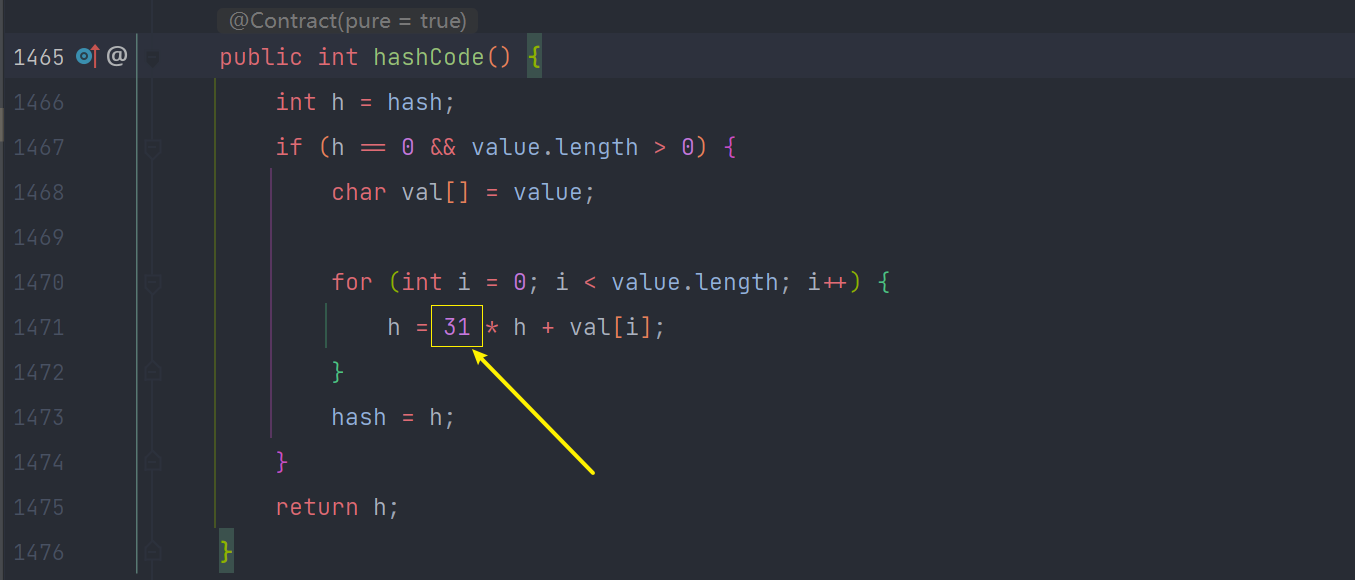 @Contract(pure = true)
1465 @ public int hashCode() {
1466 int h = hash;
1467 if (h == 0 && value.length > 0) {
1468 char val[] = value;
1469
1470 for (int i = 0; i < value.length; i++) {
1471 h = 31 * h + val[i];
1472 }
1473 hash = h;
1474 }
1475 return h;
1476 }